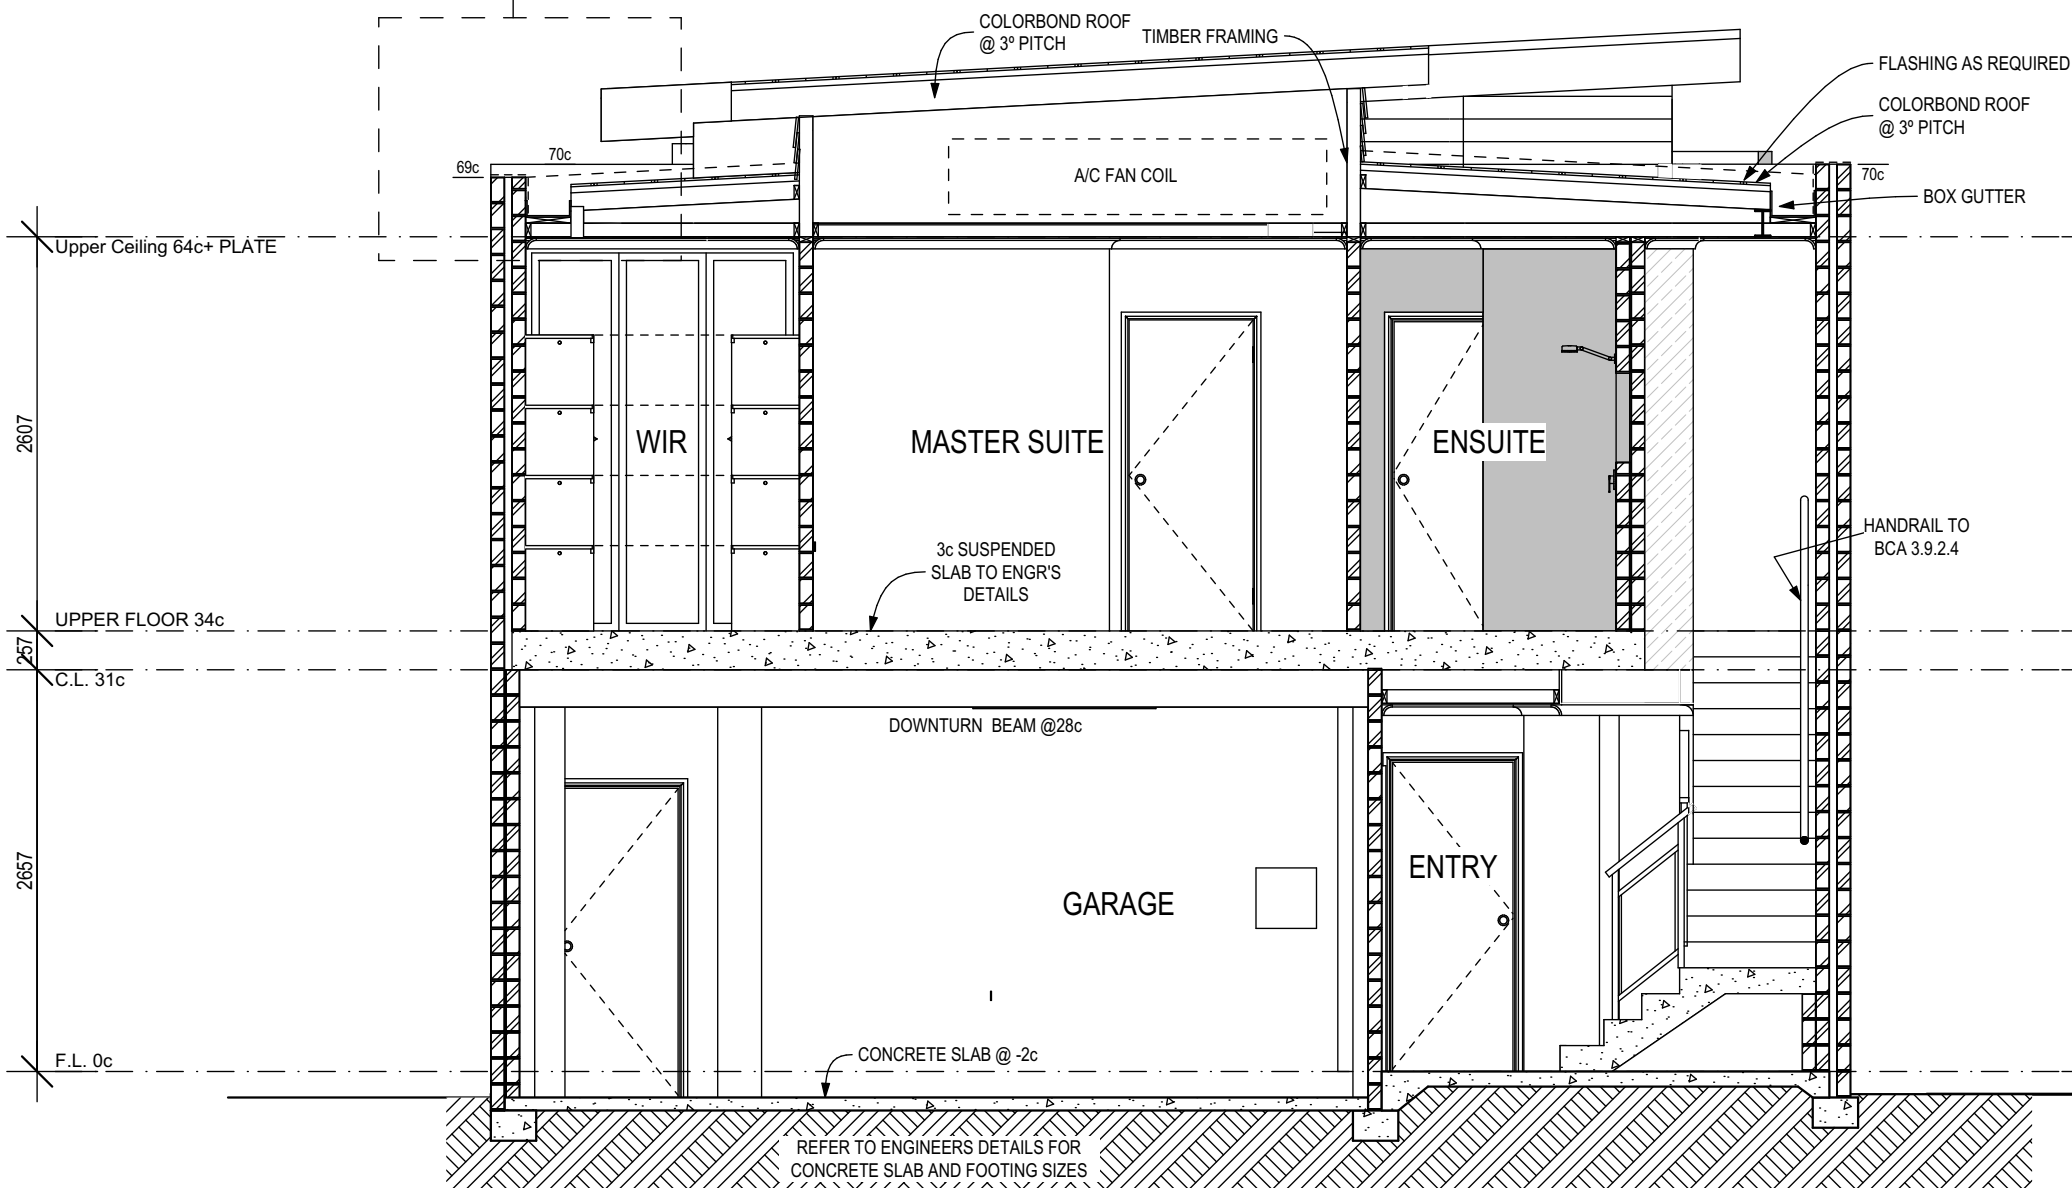 COLORBOND ROOF
@ 3º PITCH
TIMBER FRAMING
FLASHING AS REQUIRED
COLORBOND ROOF
@ 3º PITCH
70c
69c
A/C FAN COIL
70c
BOX GUTTER
Upper Ceiling 64c+ PLATE
2607
WIR
MASTER SUITE
ENSUITE
HANDRAIL TO
BCA 3.9.2.4
3c SUSPENDED
SLAB TO ENGR'S
DETAILS
UPPER FLOOR 34c
257
C.L. 31c
DOWNTURN BEAM @28c
2657
ENTRY
GARAGE
CONCRETE SLAB @ -2c
F.L. 0c
REFER TO ENGINEERS DETAILS FOR
CONCRETE SLAB AND FOOTING SIZES